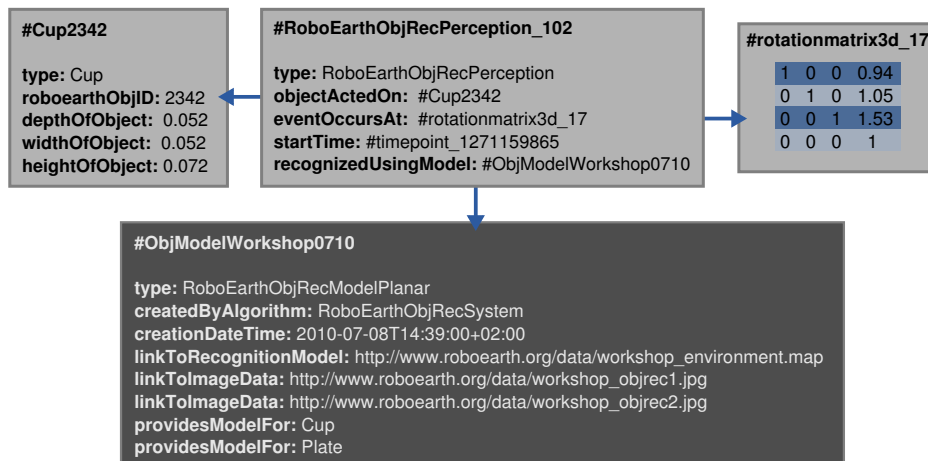 #Cup2342
type: Cup
roboearthObjID: 2342
depthOfObject: 0.052
widthOfObject: 0.052
heightOfObject: 0.072
#RoboEarthObjRecPerception_102
type: RoboEarthObjRecPerception
objectActedOn: #Cup2342
eventOccursAt: #rotationmatrix3d_17
startTime: #timepoint_1271159865
recognizedUsingModel: #ObjModelWorkshop0710
#rotationmatrix3d_17
1 0 0 0.94
0 1 0 1.05
0 0 1 1.53
0 0 0 1
#ObjModelWorkshop0710
type: RoboEarthObjRecModelPlanar
createdByAlgorithm: RoboEarthObjRecSystem
creationDateTime: 2010-07-08T14:39:00+02:00
linkToRecognitionModel: http://www.roboearth.org/data/workshop_environment.map
linkToImageData: http://www.roboearth.org/data/workshop_objrec1.jpg
linkToImageData: http://www.roboearth.org/data/workshop_objrec2.jpg
providesModelFor: Cup
providesModelFor: Plate